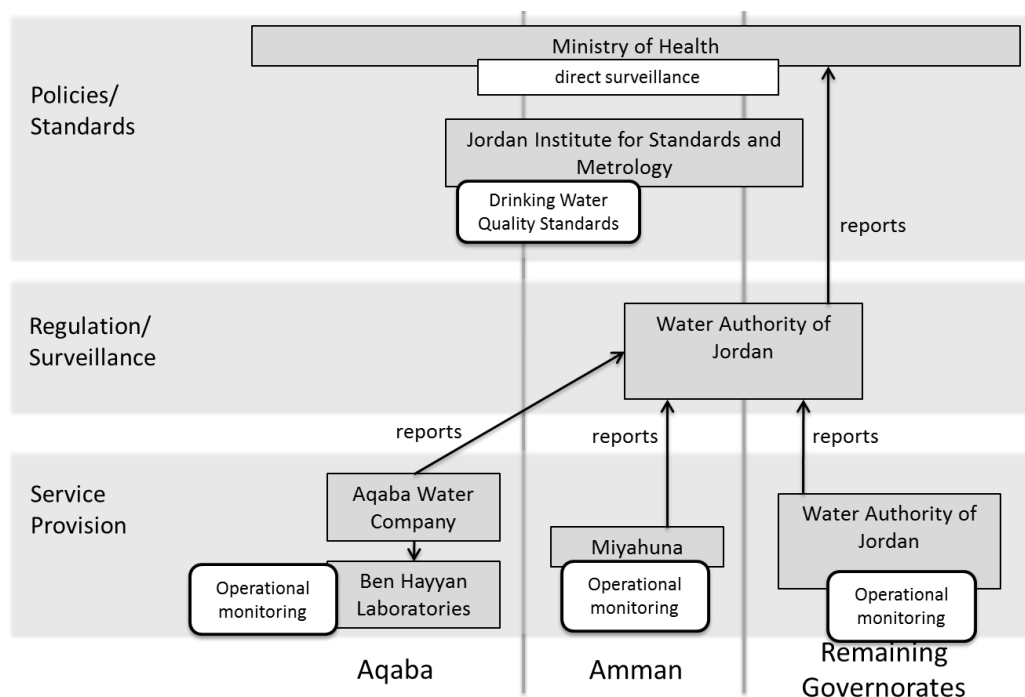 Ministry of Health
direct surveillance
Policies/
Standards
Jordan Institute for Standards and
Metrology
Drinking Water
Quality Standards
reports
Regulation/
Surveillance
Water Authority of
Jordan
reports
reports
reports
Service
Provision
Aqaba Water
Company
Ben Hayyan
Laboratories
Operational
monitoring
Miyahuna
Operational
monitoring
Water Authority of
Jordan
Operational
monitoring
Aqaba
Amman
Remaining
Governorates